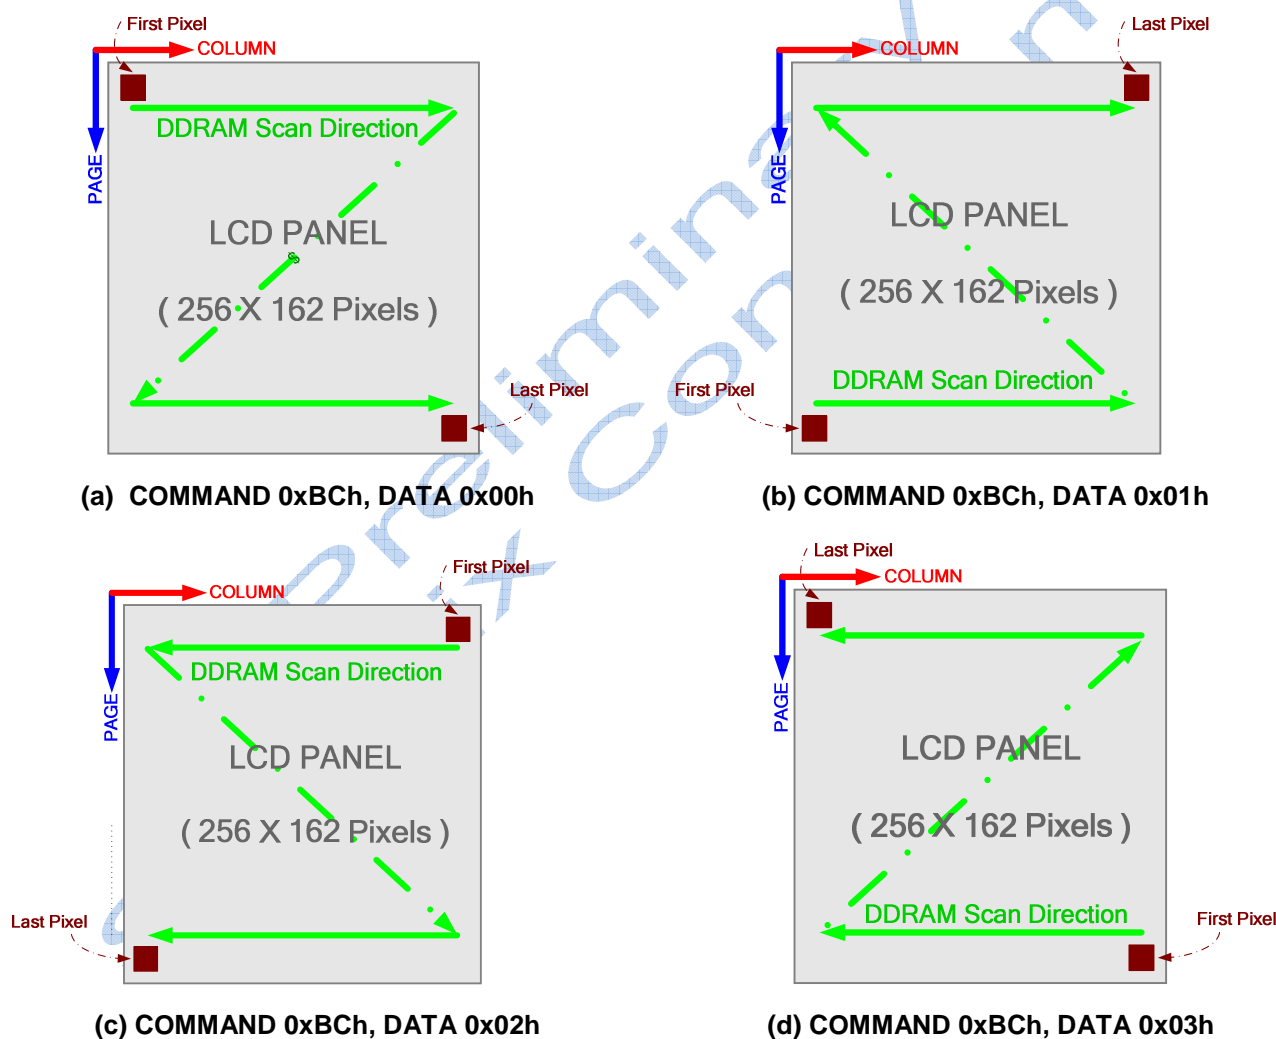 First Pixel
COLUMN
PAGE
DDRAM Scan Direction
LCD PANEL
( 256 X 162 Pixels )
Last Pixel
(a) COMMAND 0xBCh, DATA 0x00h
Last Pixel
COLUMN
PAGE
LCD PANEL
( 256 X 162 Pixels )
DDRAM Scan Direction
First Pixel
(b) COMMAND 0xBCh, DATA 0x01h
First Pixel
COLUMN
PAGE
DDRAM Scan Direction
LCD PANEL
( 256 X 162 Pixels )
Last Pixel
(c) COMMAND 0xBCh, DATA 0x02h
Last Pixel
COLUMN
PAGE
LCD PANEL
( 256 X 162 Pixels )
DDRAM Scan Direction
First Pixel
(d) COMMAND 0xBCh, DATA 0x03h